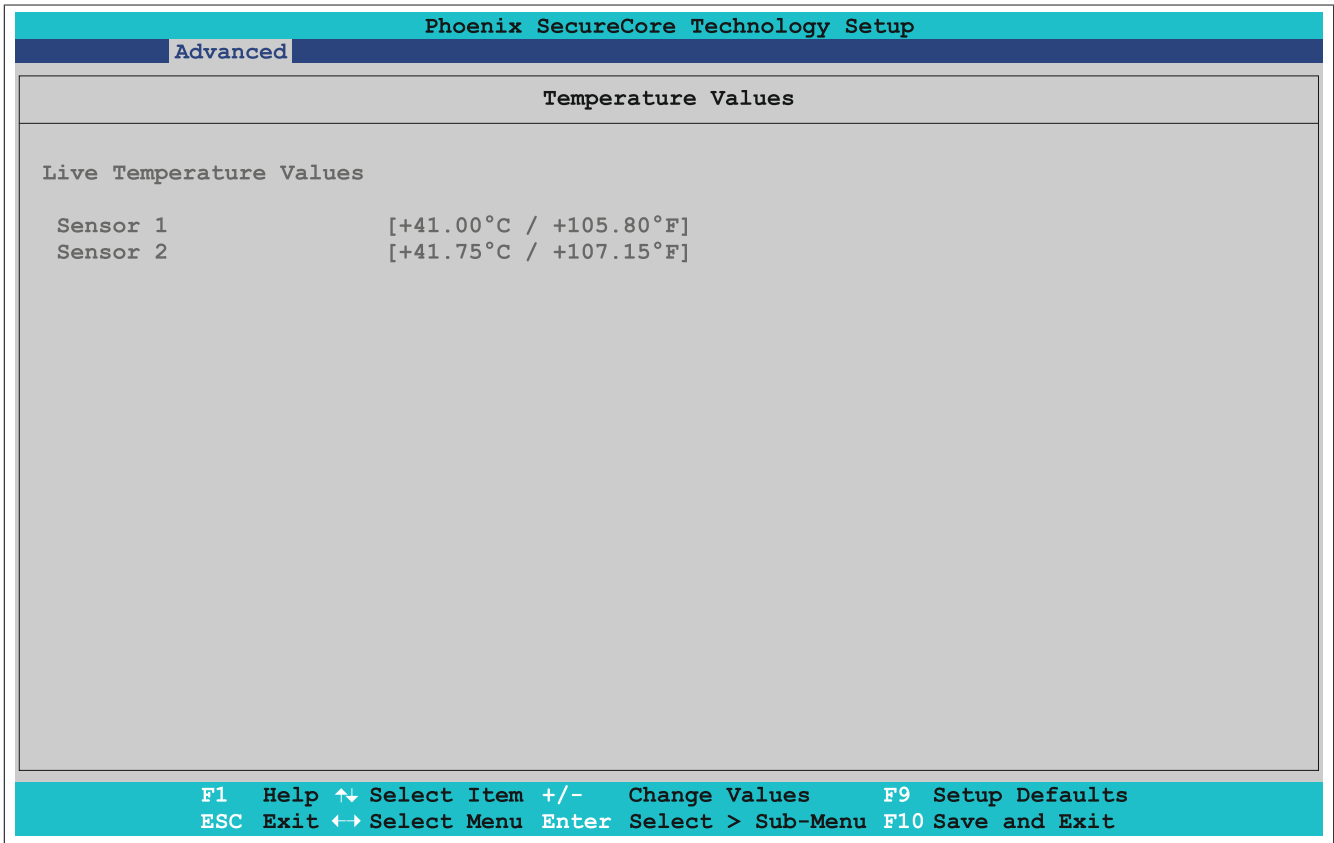 Phoenix SecureCore Technology Setup
Advanced
Temperature Values
Live Temperature Values
Sensor 1 [+41.00°C / +105.80°F]
Sensor 2 [+41.75°C / +107.15°F]
F1 Help ↑↓ Select Item +/- Change Values F9 Setup Defaults
ESC Exit ←→ Select Menu Enter Select > Sub-Menu F10 Save and Exit